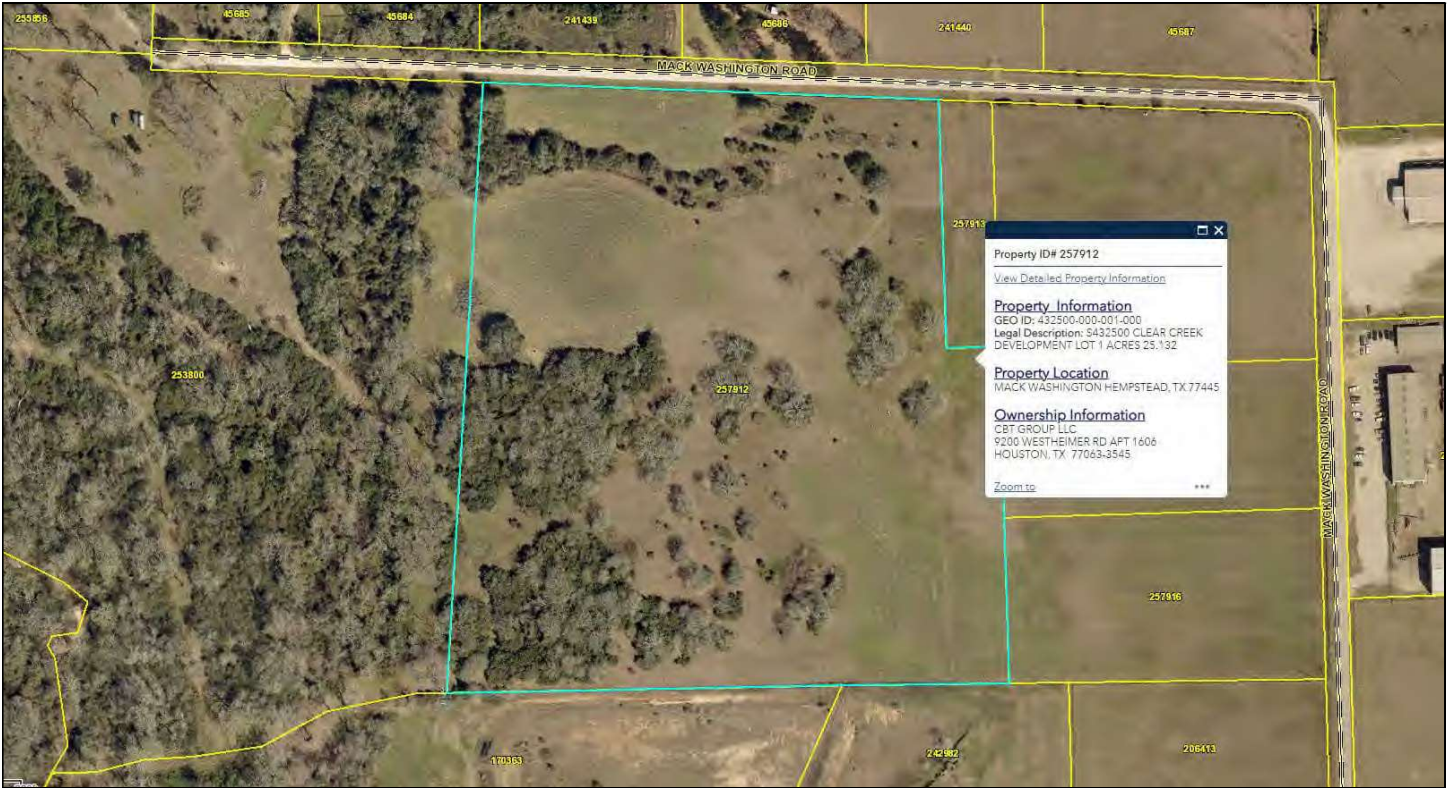 255856
45685
45684
241439
45686
241440
45687
MACK WASHINGTON ROAD
257913
Property ID# 257912
View Detailed Property Information
Property Information
GEO ID: 432500-000-001-000
Legal Description: S432500 CLEAR CREEK
DEVELOPMENT LOT 1 ACRES 25.132
Property Location
MACK WASHINGTON HEMPSTEAD, TX 77445
Ownership Information
CBT GROUP LLC
9200 WESTHEIMER RD APT 1606
HOUSTON, TX 77063-3545
Zoom to
253800
257912
MACK WASHINGTON ROAD
257916
170363
242982
206413